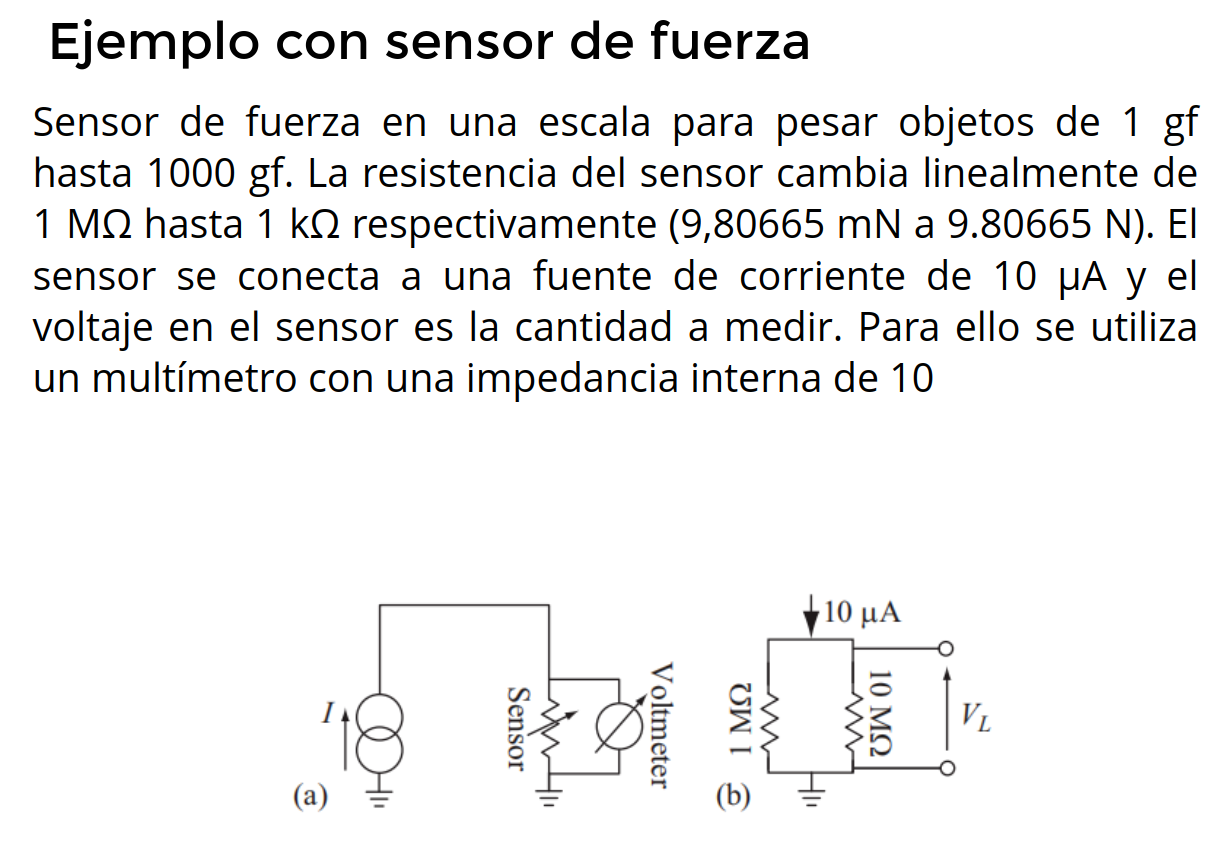 Ejemplo con sensor de fuerza
Sensor de fuerza en una escala para pesar objetos de 1 gf
hasta 1000 gf. La resistencia del sensor cambia linealmente de
1 MΩ hasta 1 kΩ respectivamente (9,80665 mN a 9.80665 N). El
sensor se conecta a una fuente de corriente de 10 µA y el
voltaje en el sensor es la cantidad a medir. Para ello se utiliza
un multímetro con una impedancia interna de 10
I
(a)
Sensor
Voltmeter
10 µA
1 MΩ
10 MΩ
VL
(b)